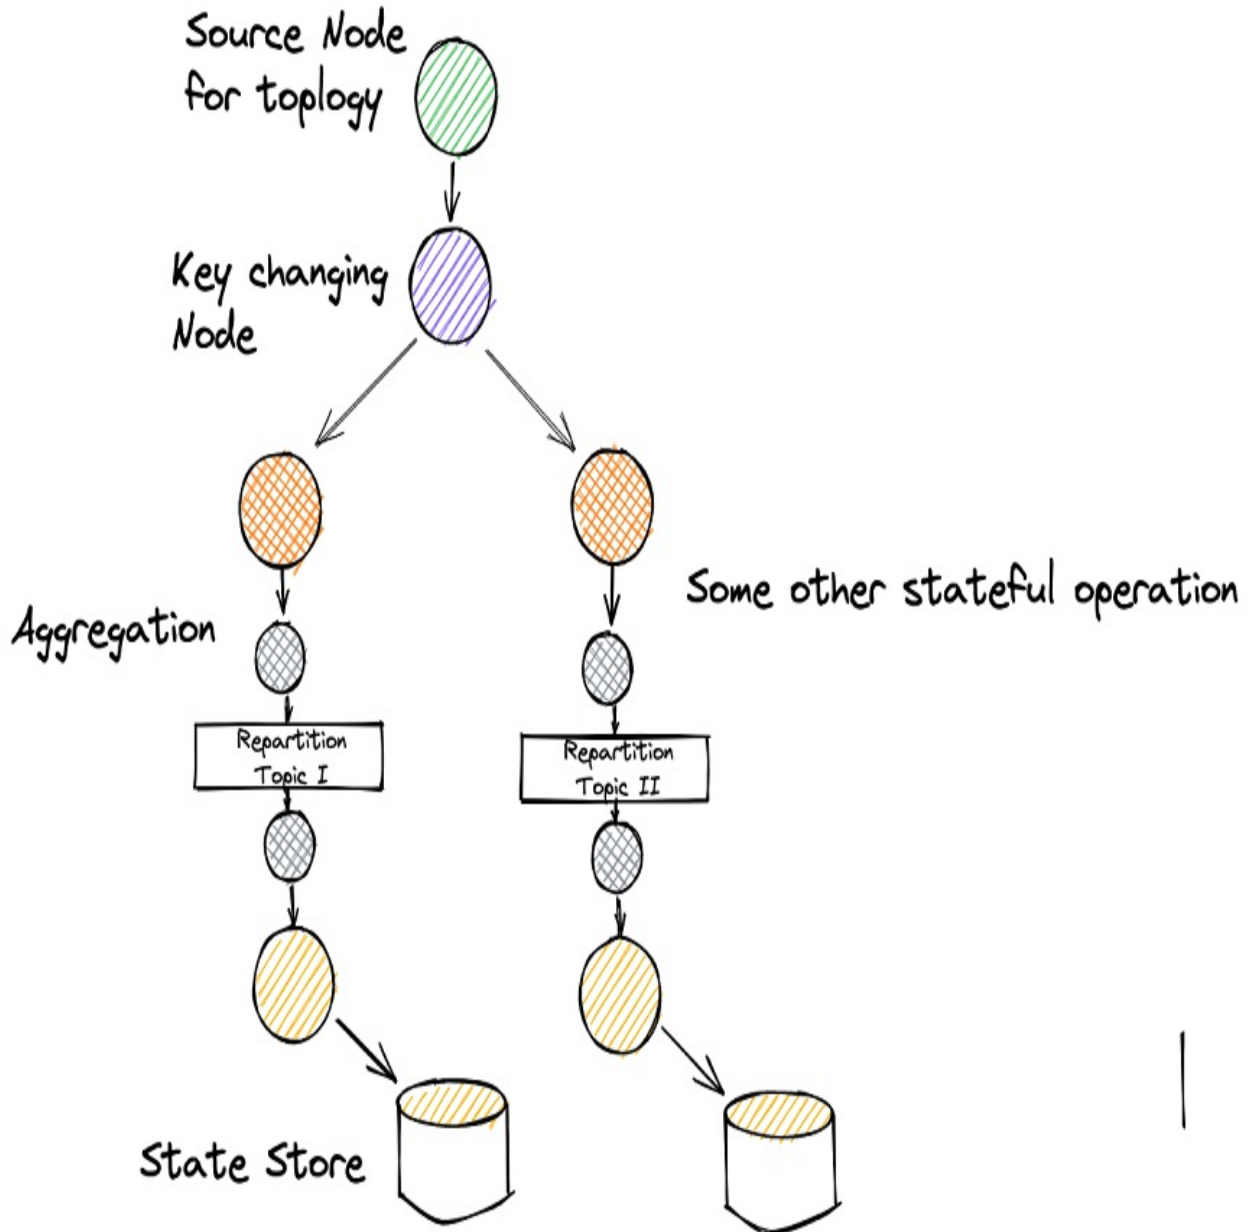 Source Node
for toplogy
Key changing
Node
Aggregation
Some other stateful operation
Repartition
Topic I
Repartition
Topic II
State Store